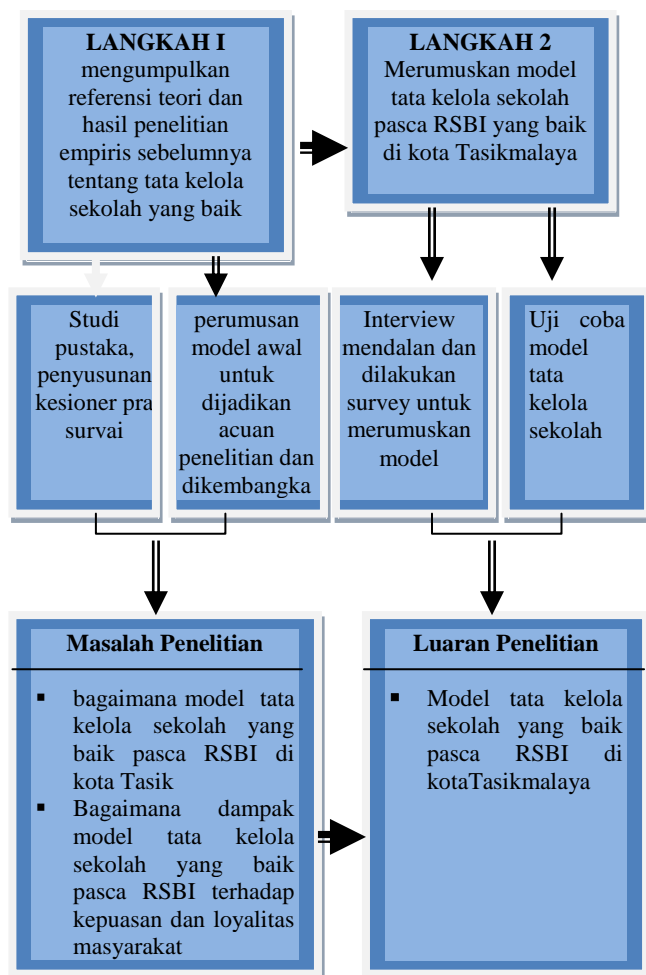 LANGKAH I
mengumpulkan
referensi teori dan
hasil penelitian
empiris sebelumnya
tentang tata kelola
sekolah yang baik
LANGKAH 2
Merumuskan model
tata kelola sekolah
pasca RSBI yang baik
di kota Tasikmalaya
Studi
pustaka,
penyusunan
kesioner pra
survai
perumusan
model awal
untuk
dijadikan
acuan
penelitian dan
dikembangka
Interview
mendalan dan
dilakukan
survey untuk
merumuskan
model
Uji coba
model
tata
kelola
sekolah
Masalah Penelitian
▪ bagaimana model tata
kelola sekolah yang
baik pasca RSBI di
kota Tasik
▪ Bagaimana dampak
model tata kelola
sekolah yang baik
pasca RSBI terhadap
kepuasan dan loyalitas
masyarakat
Luaran Penelitian
▪ Model tata kelola
sekolah yang baik
pasca RSBI di
kotaTasikmalaya